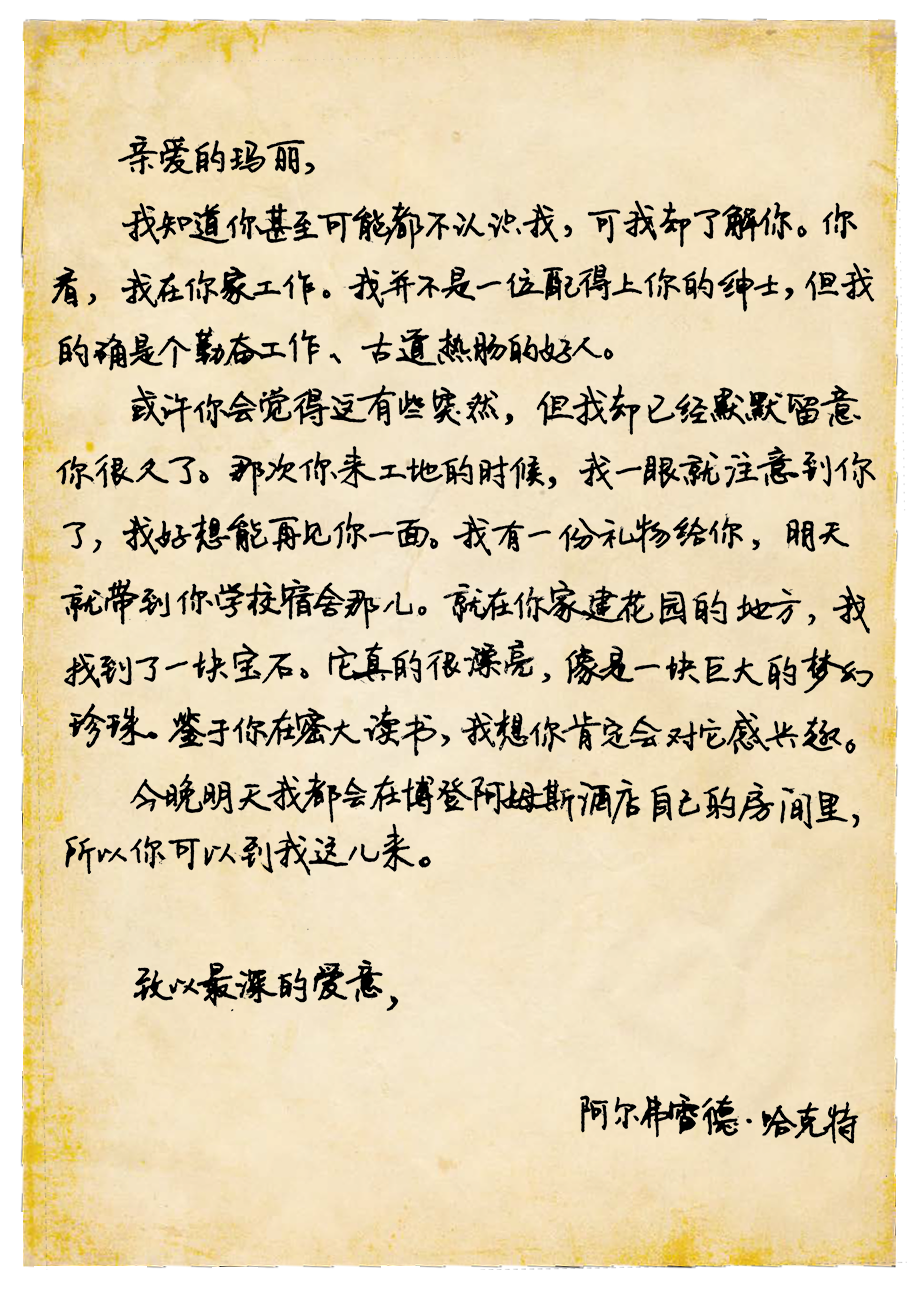 亲爱的玛丽,
我知道你甚至可能都不认识我，可我却了解你。你
看，我在你家工作。我并不是一位配得上你的绅士，但我
的确是个勤奋工作、古道热肠的好人。
或许你会觉得这有些突然，但我却已经默默留意
你很久了。那次你来工地的时候，我一眼就注意到你
了，我好想能再见你一面。我有一份礼物给你，明天
就带到你学校宿舍那儿。就在你家建花园的地方，我
找到了一块宝石。它真的很漂亮，像是一块巨大的梦幻
珍珠。鉴于你在密大读书，我想你肯定会对它感兴趣。
今晚明天我都会在博登阿姆斯酒店自己的房间里，
所以你可以到我这儿来。
致以最深的爱意，
阿尔弗雷德·哈克特